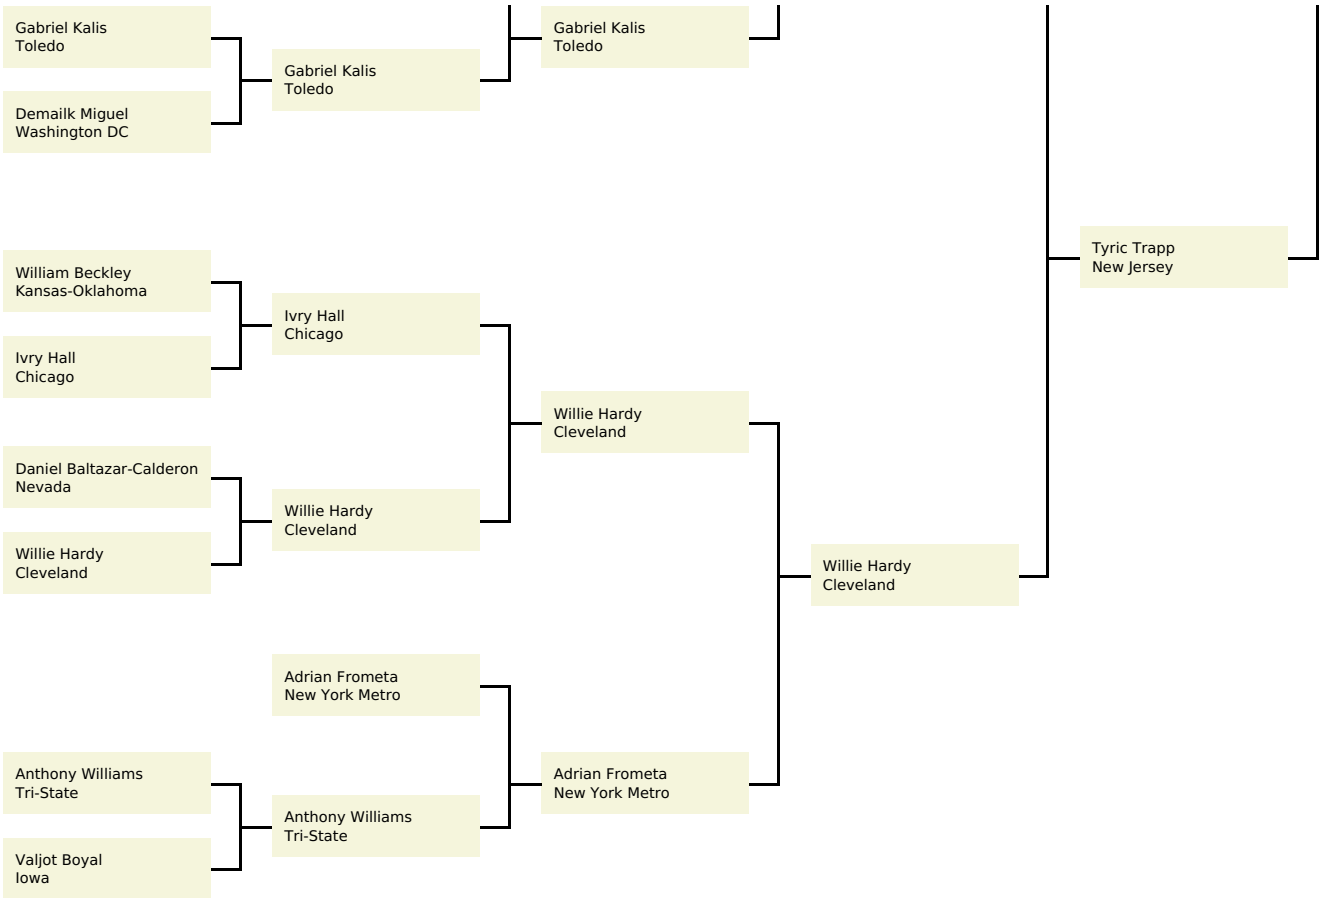 Gabriel Kalis
Toledo
Demailk Miguel
Washington DC
Gabriel Kalis
Toledo
Gabriel Kalis
Toledo
William Beckley
Kansas-Oklahoma
Ivry Hall
Chicago
Daniel Baltazar-Calderon
Nevada
Willie Hardy
Cleveland
Ivry Hall
Chicago
Willie Hardy
Cleveland
Willie Hardy
Cleveland
Anthony Williams
Tri-State
Valjot Boyal
Iowa
Adrian Frometa
New York Metro
Anthony Williams
Tri-State
Adrian Frometa
New York Metro
Willie Hardy
Cleveland
Tyric Trapp
New Jersey